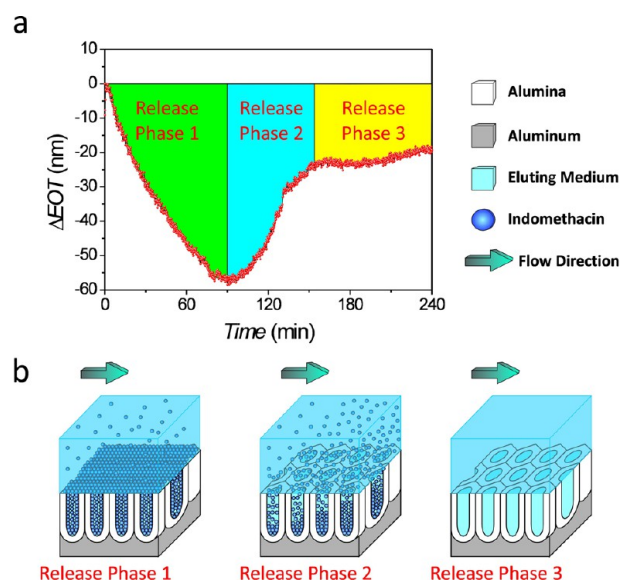 a
10
0
-10
-20
-30
-40
-50
-60
ΔEOT (nm)
Release
Phase 1
Release
Phase 2
Release
Phase 3
0
60
120
180
240
Time (min)
Alumina
Aluminum
Eluting Medium
Indomethacin
Flow Direction
b
Release Phase 1
Release Phase 2
Release Phase 3